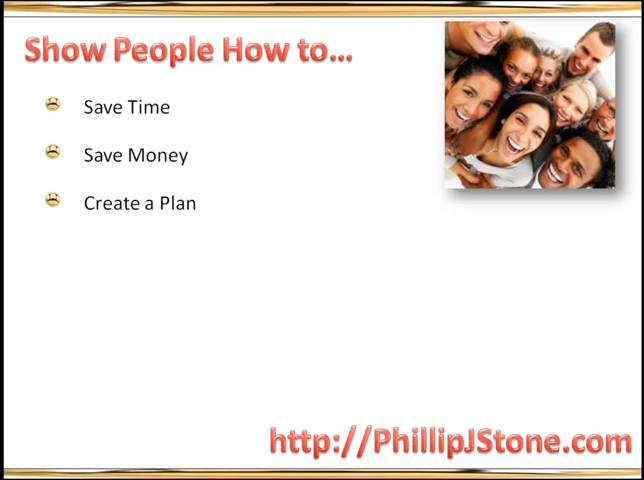 Show People How to...
Save Time
Save Money
Create a Plan
http://PhillipJStone.com